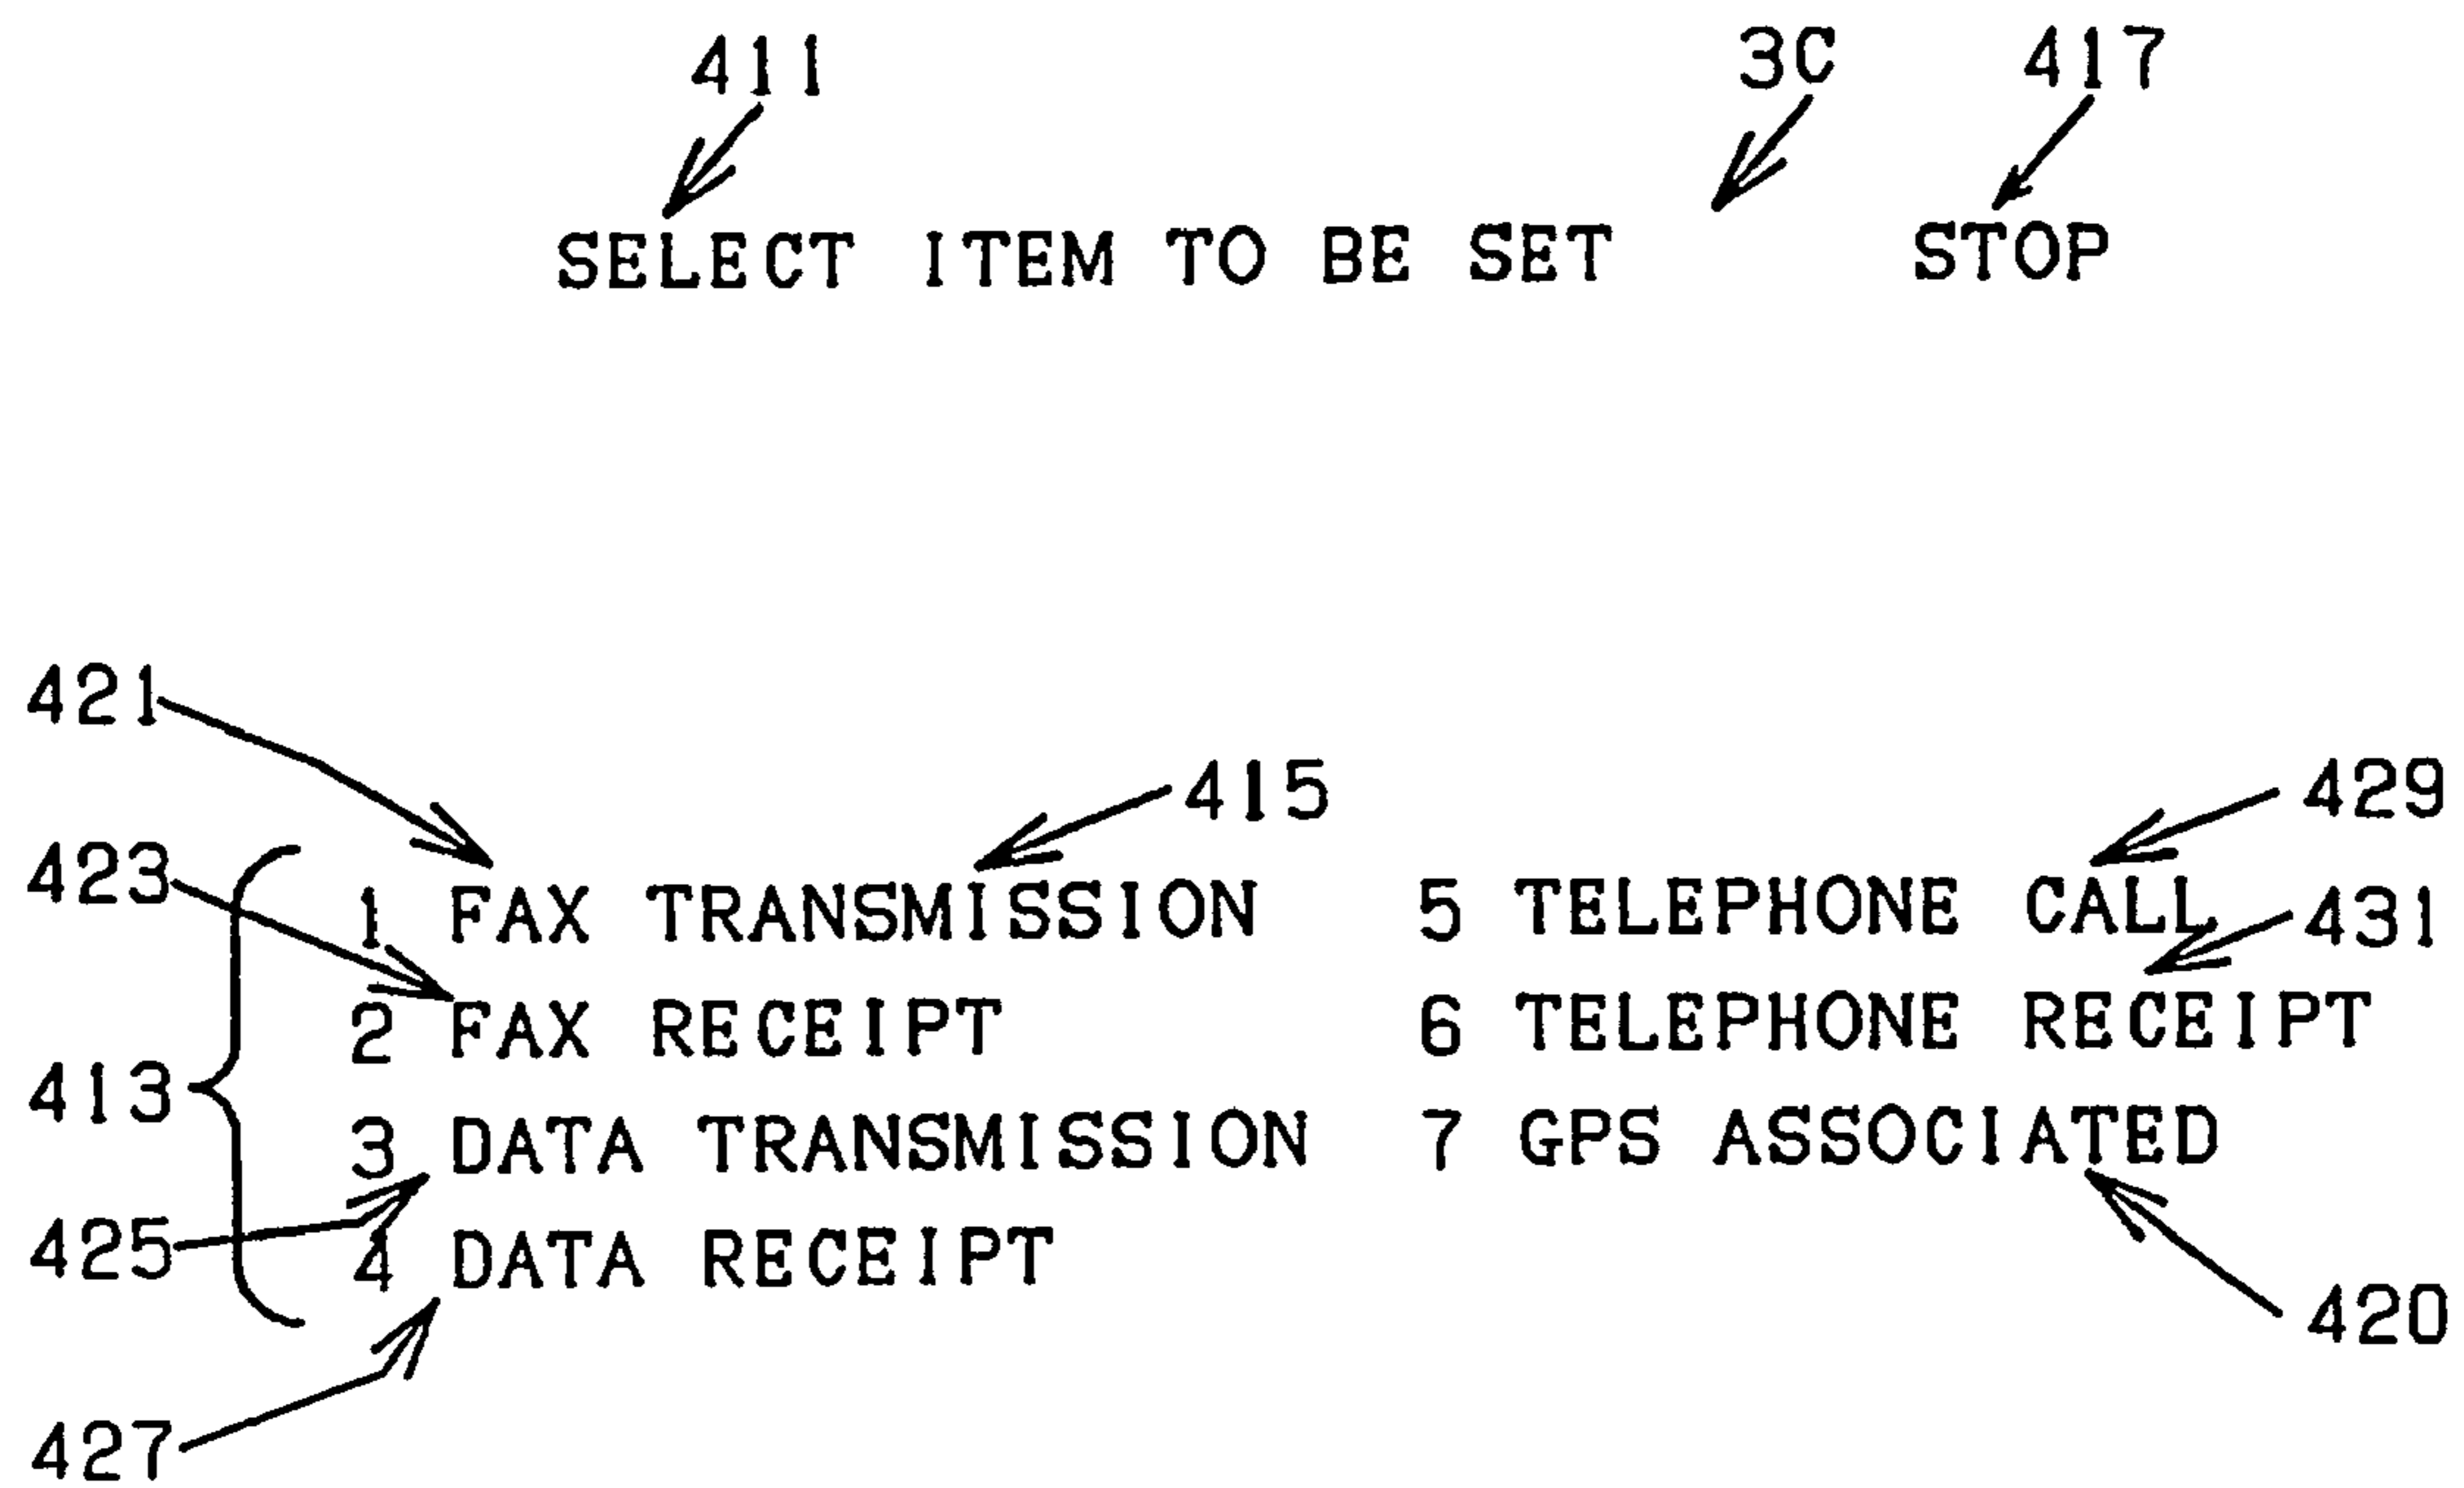 411 3C 417
SELECT ITEM TO BE SET STOP
421
415 429
423
1 FAX TRANSMISSION 5 TELEPHONE CALL 431
2 FAX RECEIPT 6 TELEPHONE RECEIPT
413
3 DATA TRANSMISSION 7 GPS ASSOCIATED
425 4 DATA RECEIPT
420
427